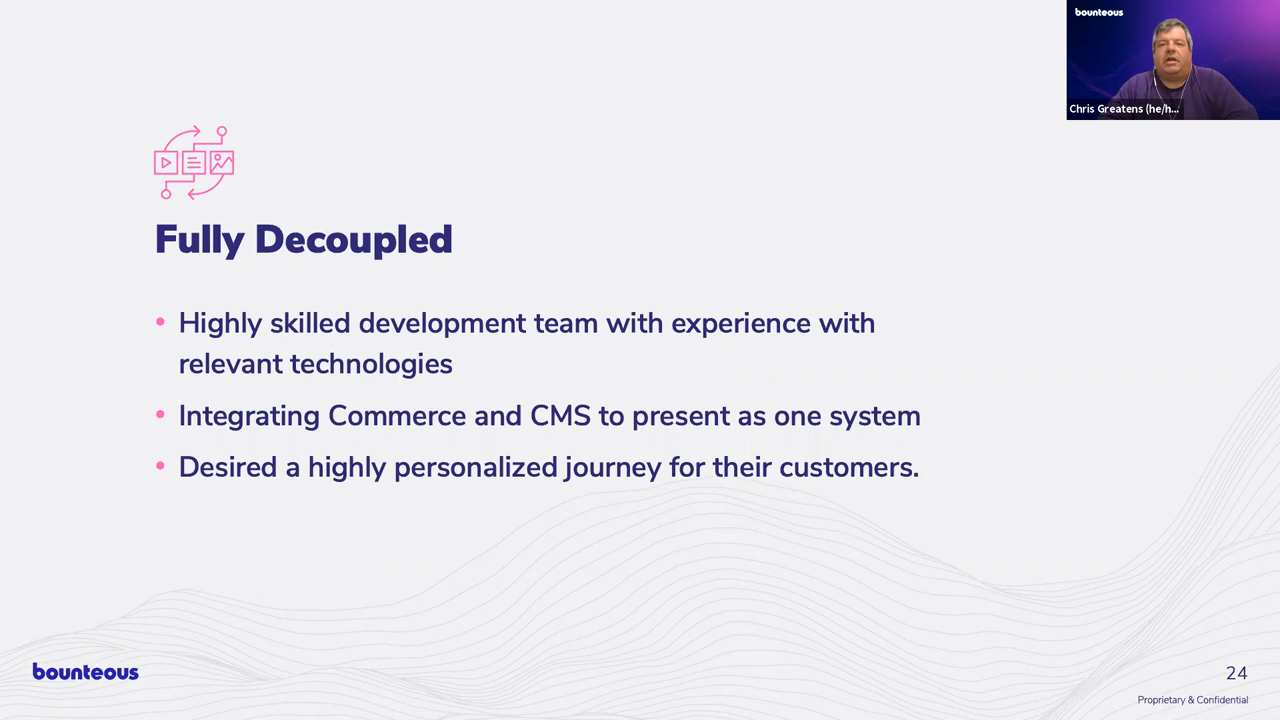 bounteous
Chris Greatens (he/h...
Fully Decoupled
• Highly skilled development team with experience with
relevant technologies
• Integrating Commerce and CMS to present as one system
• Desired a highly personalized journey for their customers.
bounteous
24
Proprietary & Confidential